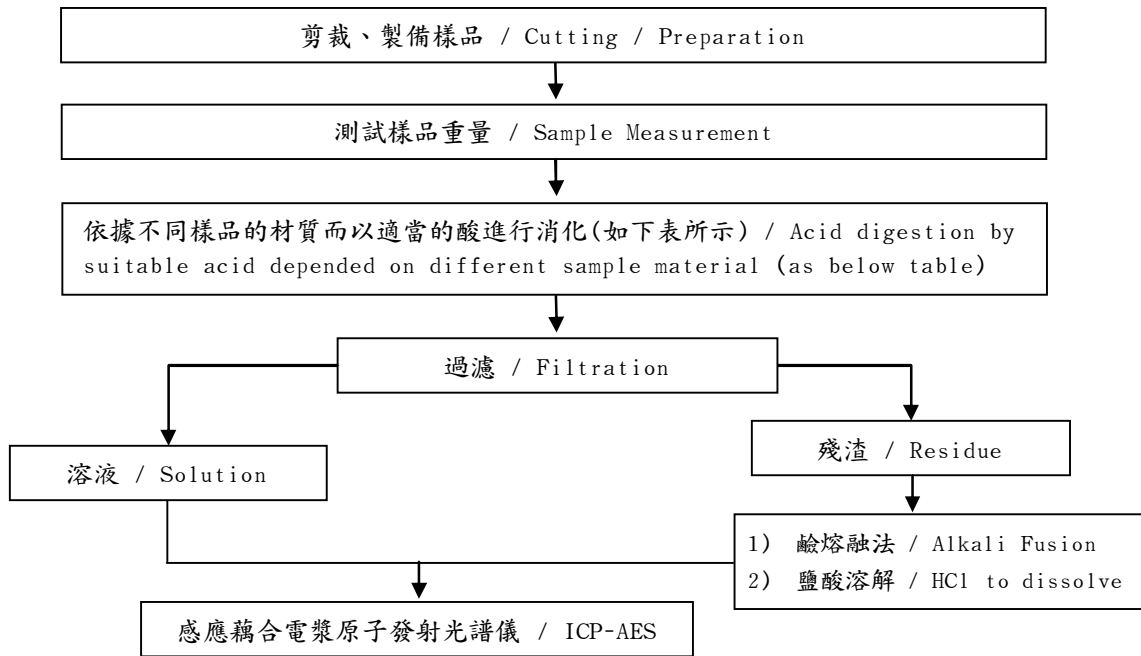 剪裁、製備樣品 / Cutting / Preparation
測試樣品重量 / Sample Measurement
依據不同樣品的材質而以適當的酸進行消化(如下表所示) / Acid digestion by
suitable acid depended on different sample material (as below table)
過濾 / Filtration
溶液 / Solution
殘渣 / Residue
1) 鹼熔融法 / Alkali Fusion
2) 鹽酸溶解 / HCl to dissolve
感應藕合電漿原子發射光譜儀 / ICP-AES